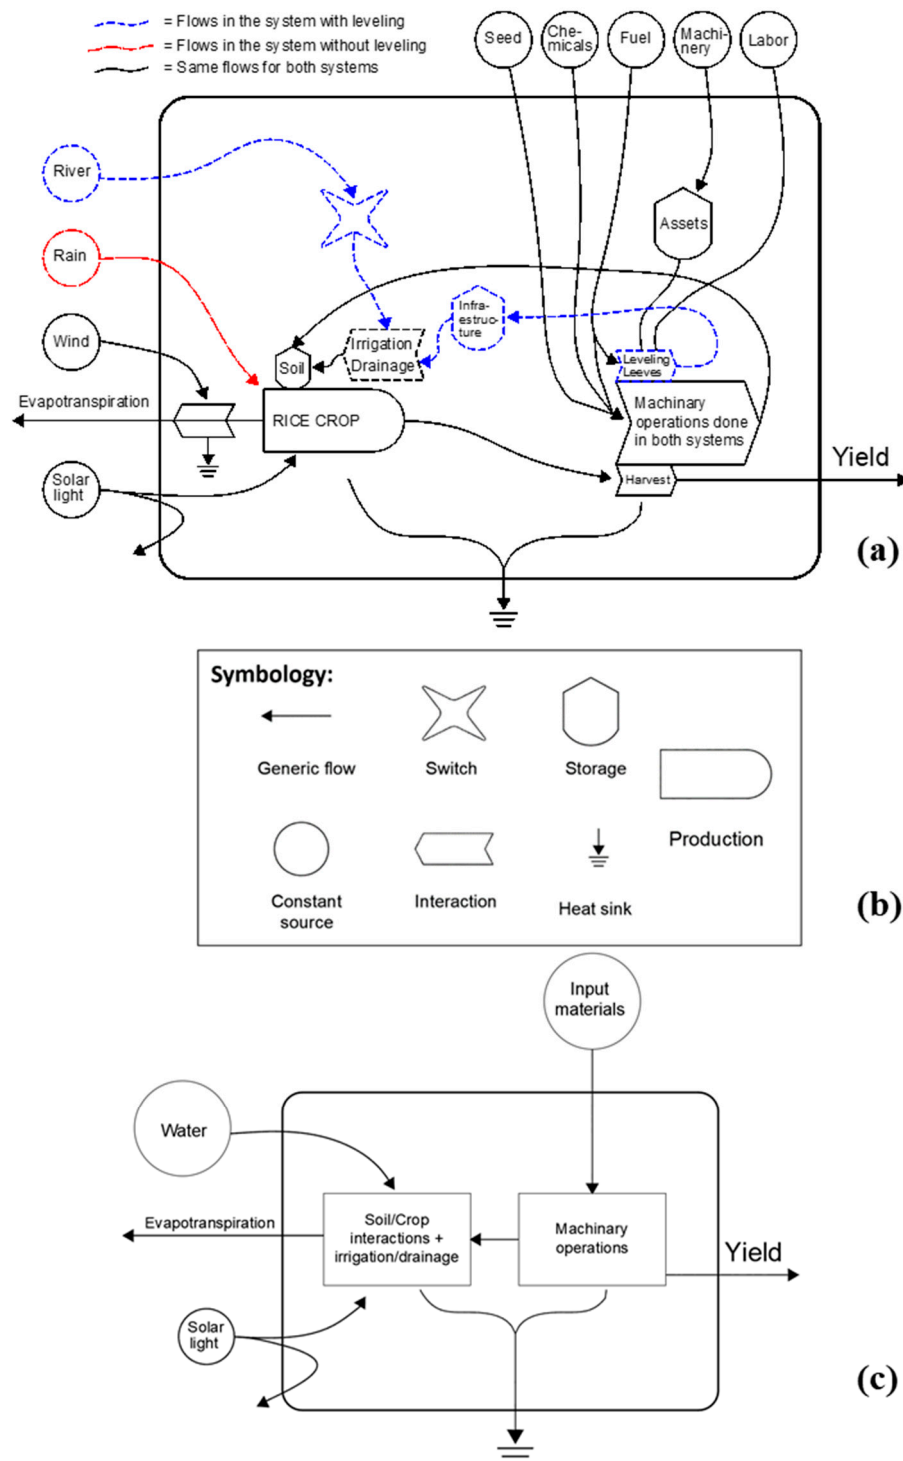 = Flows in the system with leveling
= Flows in the system without leveling
= Same flows for both systems
Seed
Che-
micals
Fuel
Machi-
nery
Labor
River
Rain
Wind
Solar
light
Evapotranspiration
Assets
Infra-
estruc-
ture
Irrigation
Drainage
Soil
RICE CROP
Leveling
Leeves
Machinary
operations done
in both systems
Harvest
Yield
(a)
Symbology:
Generic flow
Switch
Storage
Production
Constant
source
Interaction
Heat sink
(b)
Input
materials
Water
Evapotranspiration
Soil/Crop
interactions +
irrigation/drainage
Machinary
operations
Yield
Solar
light
(c)